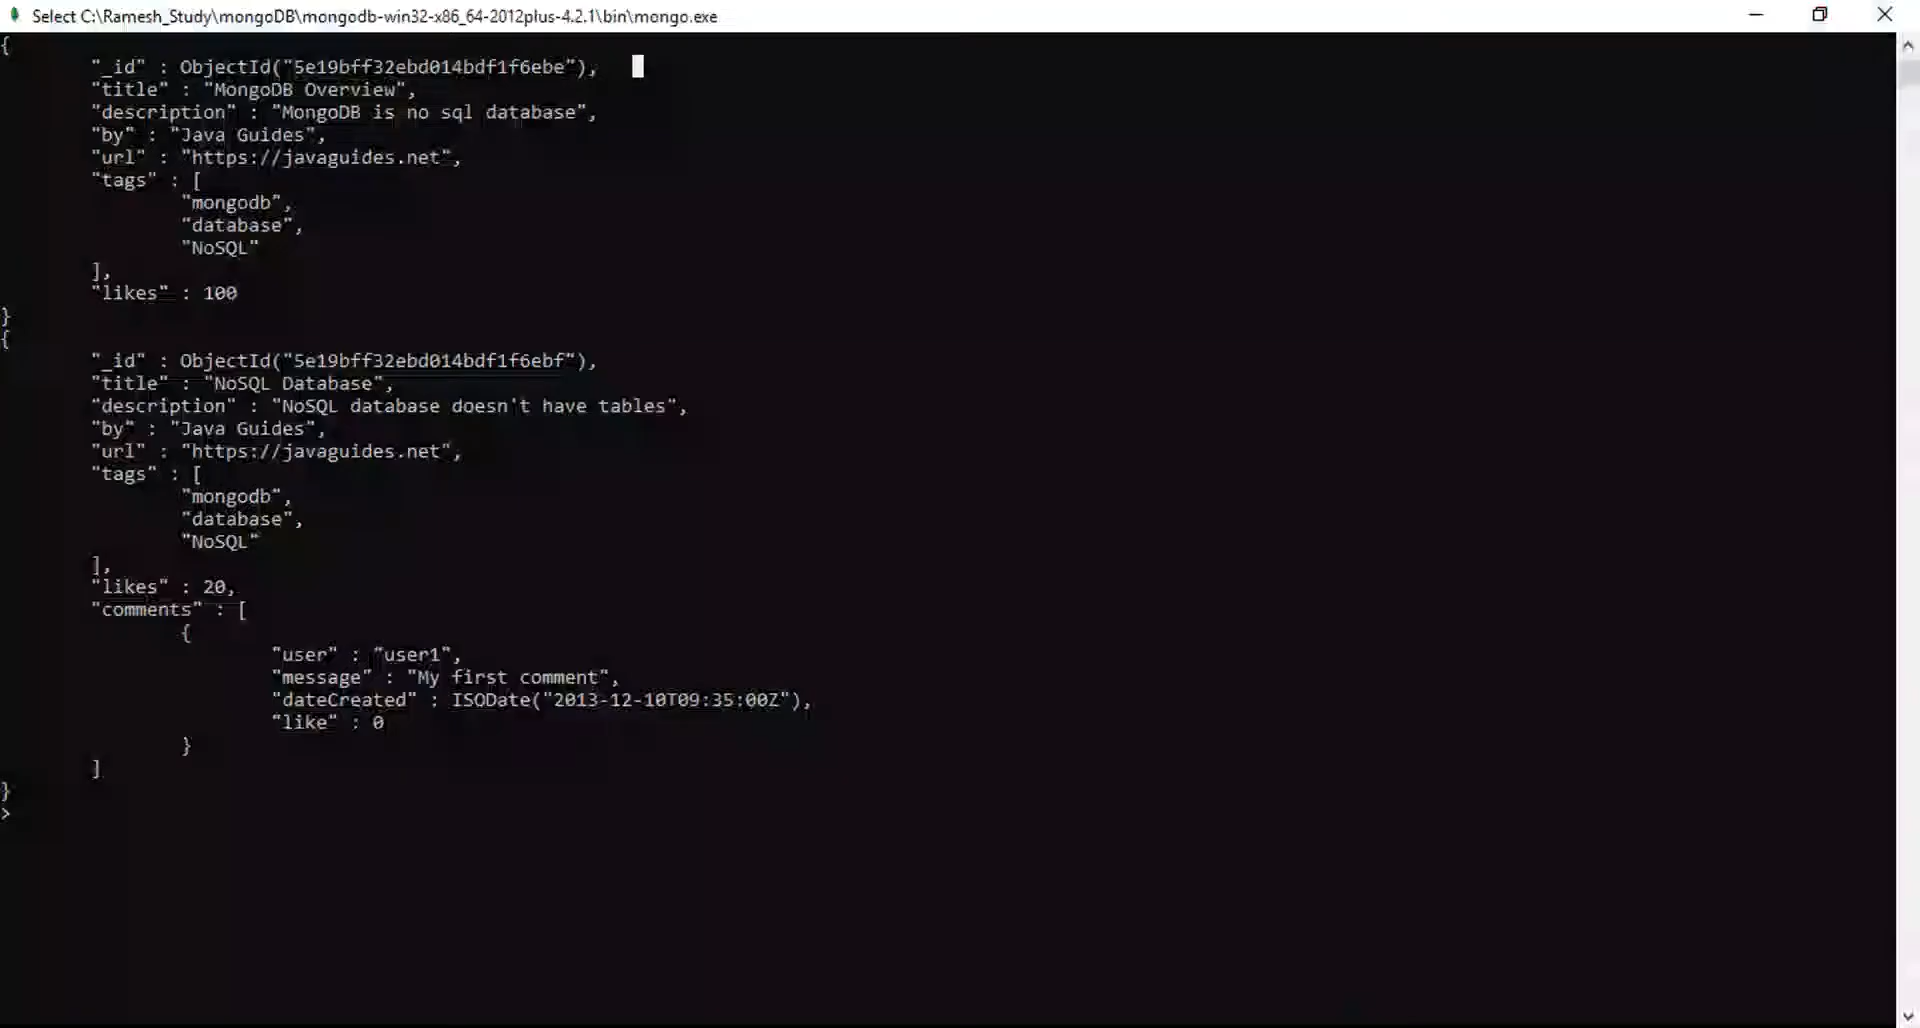 Select C:\Ramesh_Study\mongoDB\mongodb-win32-x86_64-2012plus-4.2.1\bin\mongo.exe
{
"_id" : ObjectId("5e19bff32ebd014bdf1f6ebe"),
"title" : "MongoDB Overview",
"description" : "MongoDB is no sql database",
"by" : "Java Guides",
"url" : "https://javaguides.net",
"tags" : [
"mongodb",
"database",
"NoSQL"
],
"likes" : 100
}
{
"_id" : ObjectId("5e19bff32ebd014bdf1f6ebf"),
"title" : "NoSQL Database",
"description" : "NoSQL database doesn't have tables",
"by" : "Java Guides",
"url" : "https://javaguides.net",
"tags" : [
"mongodb",
"database",
"NoSQL"
],
"likes" : 20,
"comments" : [
{
"user" : "user1",
"message" : "My first comment",
"dateCreated" : ISODate("2013-12-10T09:35:00Z"),
"like" : 0
}
]
}
>